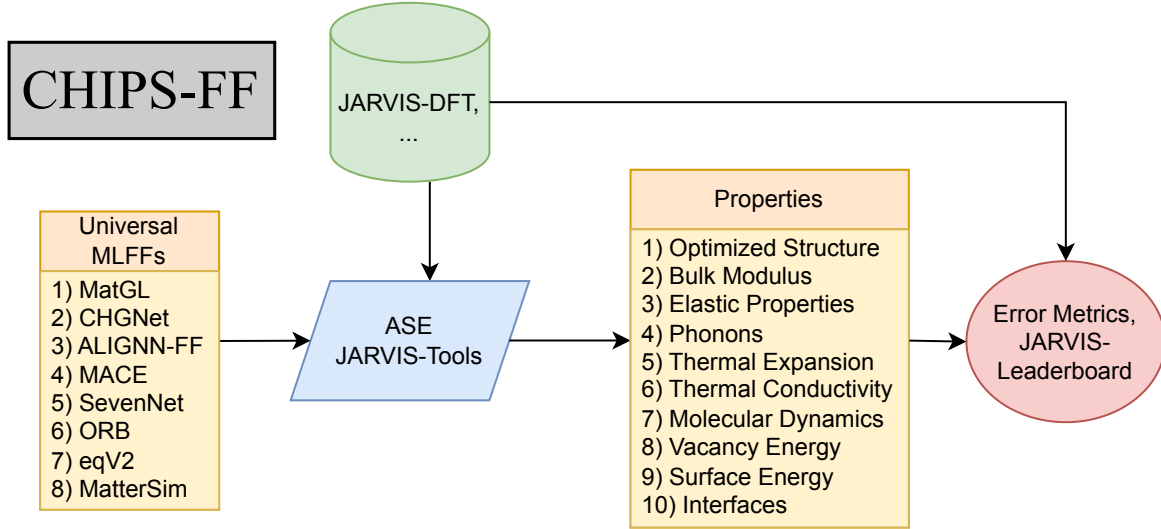 CHIPS-FF
JARVIS-DFT,
...
Universal
MLFFs
1) MatGL
2) CHGNet
3) ALIGNN-FF
4) MACE
5) SevenNet
6) ORB
7) eqV2
8) MatterSim
ASE
JARVIS-Tools
Properties
1) Optimized Structure
2) Bulk Modulus
3) Elastic Properties
4) Phonons
5) Thermal Expansion
6) Thermal Conductivity
7) Molecular Dynamics
8) Vacancy Energy
9) Surface Energy
10) Interfaces
Error Metrics,
JARVIS-
Leaderboard